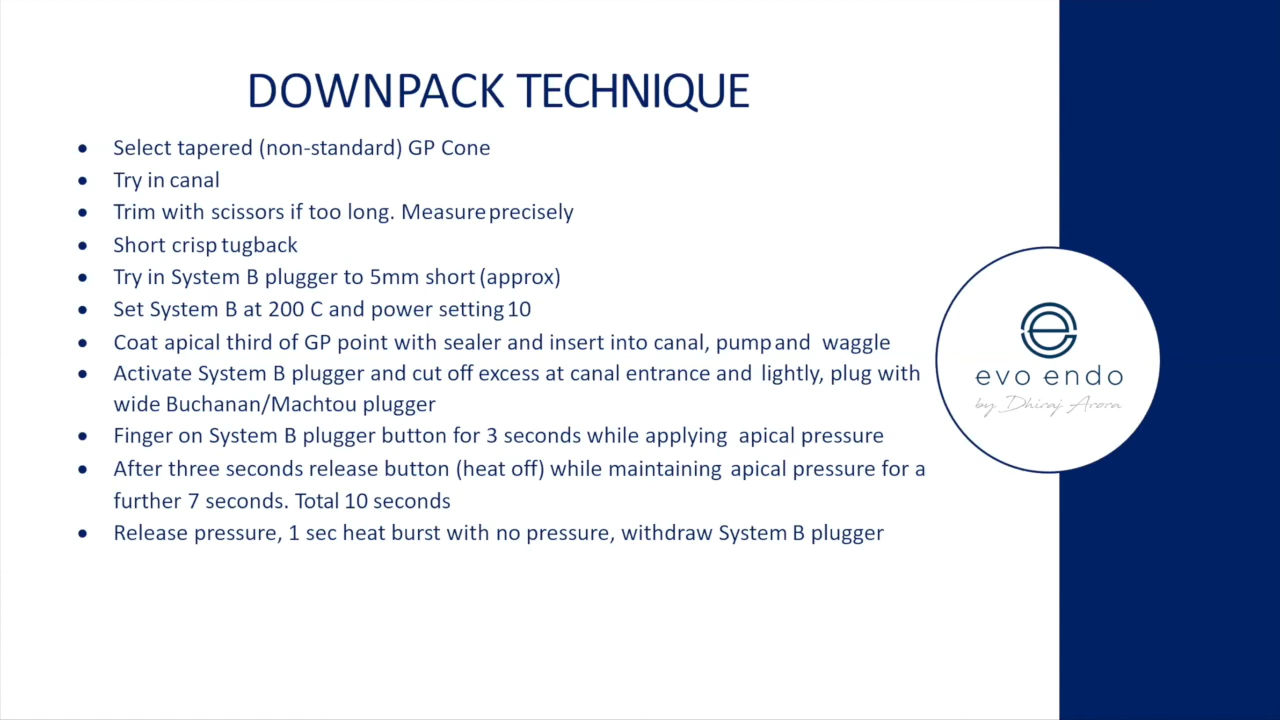 DOWNPACK TECHNIQUE
• Select tapered (non-standard) GP Cone
• Try in canal
• Trim with scissors if too long. Measure precisely
• Short crisp tugback
• Try in System B plugger to 5mm short (approx)
• Set System B at 200 C and power setting 10
• Coat apical third of GP point with sealer and insert into canal, pump and waggle
• Activate System B plugger and cut off excess at canal entrance and lightly, plug with
wide Buchanan/Machtou plugger
• Finger on System B plugger button for 3 seconds while applying apical pressure
• After three seconds release button (heat off) while maintaining apical pressure for a
further 7 seconds. Total 10 seconds
• Release pressure, 1 sec heat burst with no pressure, withdraw System B plugger
evo endo
by Dhiraj Arora